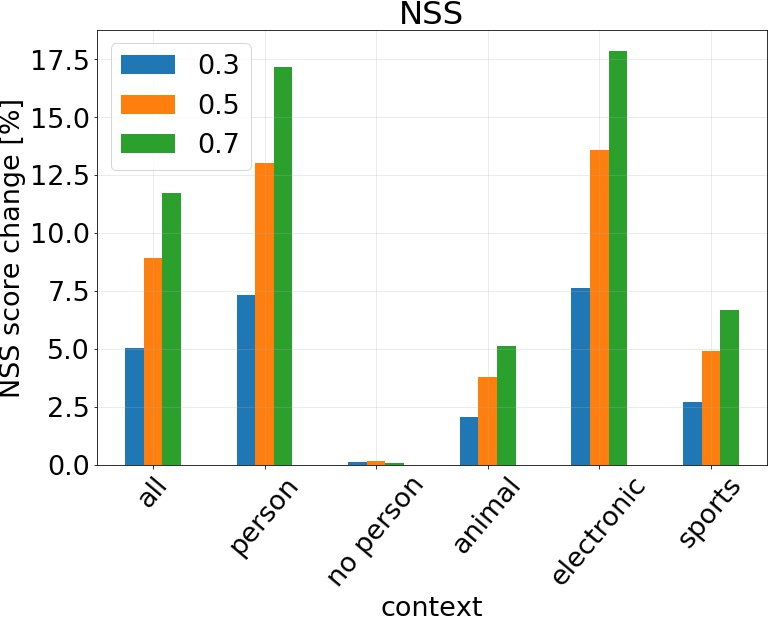 NSS
NSS score change [%]
17.5
15.0
12.5
10.0
7.5
5.0
2.5
0.0
0.3
0.5
0.7
all
person
no person
animal
electronic
sports
context